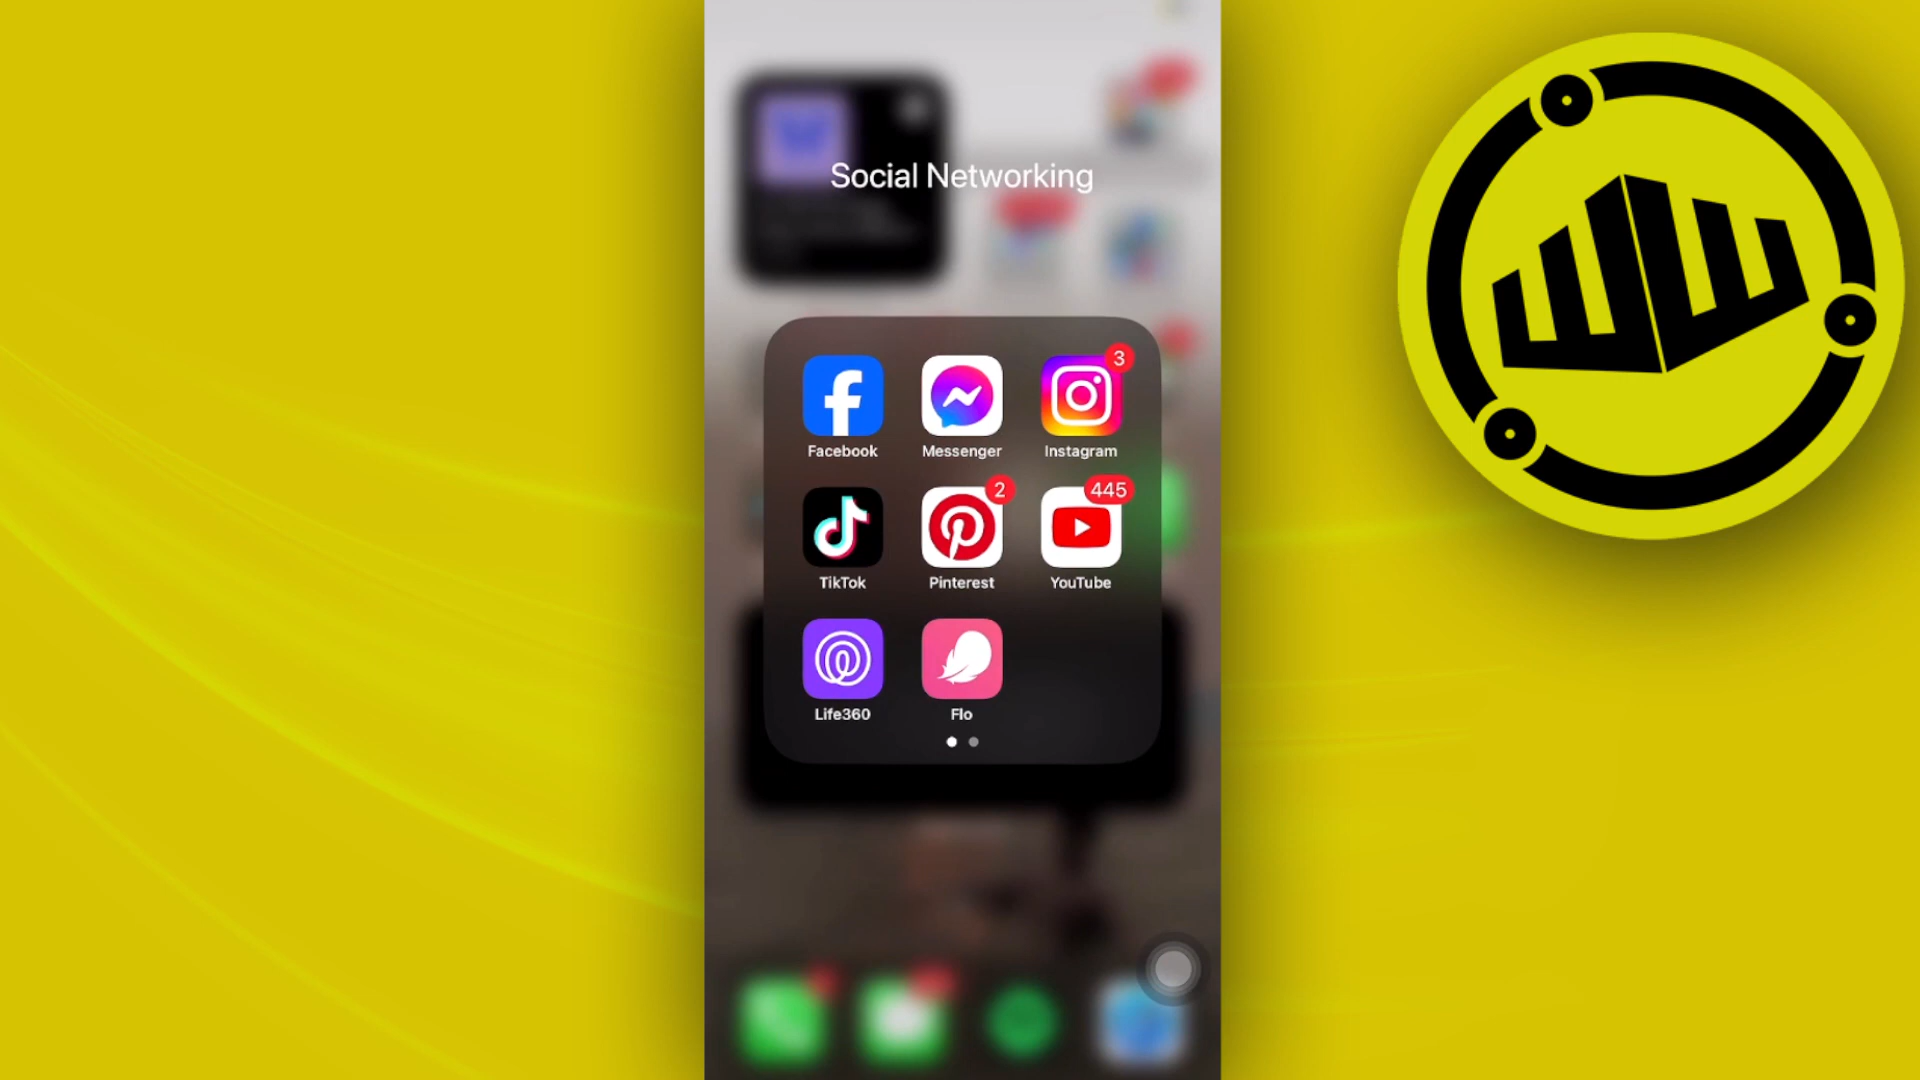 Social Networking
3
Facebook Messenger Instagram
2 445
TikTok Pinterest YouTube
Life360 Flo